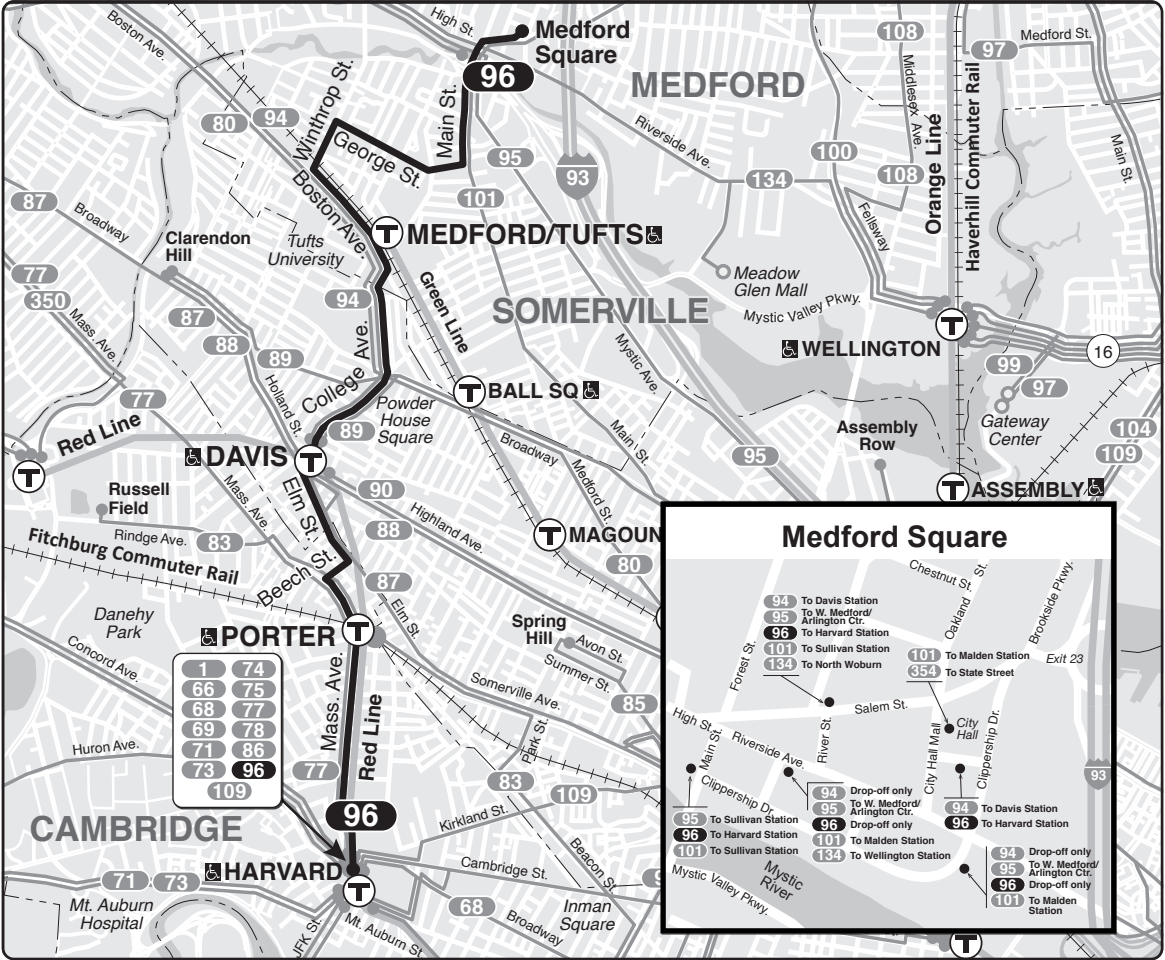 Boston Ave.
High St.
Medford
Square
96
MEDFORD
108
97
Medford St.
Middlesex Ave.
Orange Line
Haverhill Commuter Rail
Main St.
80
94
Winthrop St.
George St.
Main St.
95
101
93
Riverside Ave.
134
100
108
Fellsway
87
Broadway
Clarendon
Hill
Tufts
University
Boston Ave.
T
MEDFORD/TUFTS
Green Line
SOMERVILLE
Meadow
Glen Mall
Mystic Valley Pkwy.
77
350
Mass. Ave.
87
88
94
89
Holland St.
College Ave.
Mystic Ave.
T
WELLINGTON
16
99
97
Gateway
Center
77
Red Line
T
BALL SQ
Powder
House
Square
89
Broadway
Main St.
95
Assembly
Row
104
109
T
DAVIS
T
Russell
Field
Rindge Ave.
83
Mass. Ave.
Elm St.
90
88
Highland Ave.
Medford St.
T
MAGOUN
80
T
ASSEMBLY
Fitchburg Commuter Rail
Beech St.
87
Elm St.
Danehy
Park
Concord Ave.
PORTER
T
Spring
Hill
Avon St.
Summer St.
85
Somerville Ave.
Park St.
1
74
66
75
68
77
69
78
71
86
73
96
109
Huron Ave.
Mass. Ave.
Red Line
77
83
109
96
Kirkland St.
CAMBRIDGE
HARVARD
T
Cambridge St.
Beacon St.
71
73
Mt. Auburn
Hospital
JFK St.
Mt. Auburn St
68
Broadway
Inman
Square
9
T
Medford Square
Chestnut St.
Oakland St.
Brookside Pkwy.
Exit 23
Forest St.
94 To Davis Station
95 To W. Medford/
Arlington Ctr.
96 To Harvard Station
101 To Sullivan Station
134 To North Woburn
101 To Malden Station
354 To State Street
Salem St.
City
Hall
City Hall Mall
Clippership Dr.
High St.
Main St.
Riverside Ave.
River St.
Clippership Dr.
93
95 To Sullivan Station
96 To Harvard Station
101 To Sullivan Station
94 Drop-off only
95 To W. Medford/
Arlington Ctr.
96 Drop-off only
101 To Malden Station
134 To Wellington Station
94 To Davis Station
96 To Harvard Station
94 Drop-off only
95 To W. Medford/
Arlington Ctr.
96 Drop-off only
101 To Malden
Station
Mystic
River
Mystic Valley Pkwy.